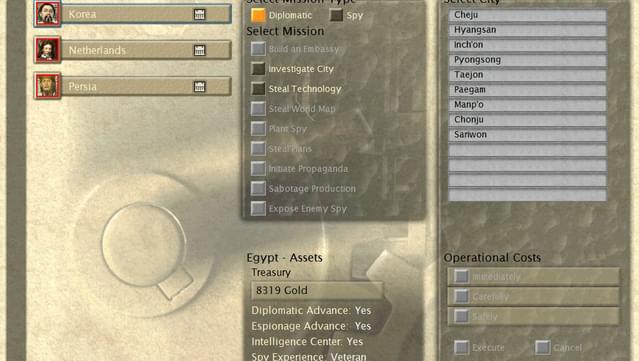 Korea
Netherlands
Persia
Select Mission Type
Diplomatic
Spy
Select Mission
Build an Embassy
Investigate City
Steal Technology
Steal World Map
Plant Spy
Steal Plans
Initiate Propaganda
Sabotage Production
Expose Enemy Spy
Select City
Cheju
Hyangsan
Inch'on
Pyongsong
Taejon
Paegam
Manp'o
Chonju
Sariwon
Egypt - Assets
Treasury
8319 Gold
Diplomatic Advance: Yes
Espionage Advance: Yes
Intelligence Center: Yes
Spy Experience: Veteran
Operational Costs
Immediately
Carefully
Safely
Execute
Cancel